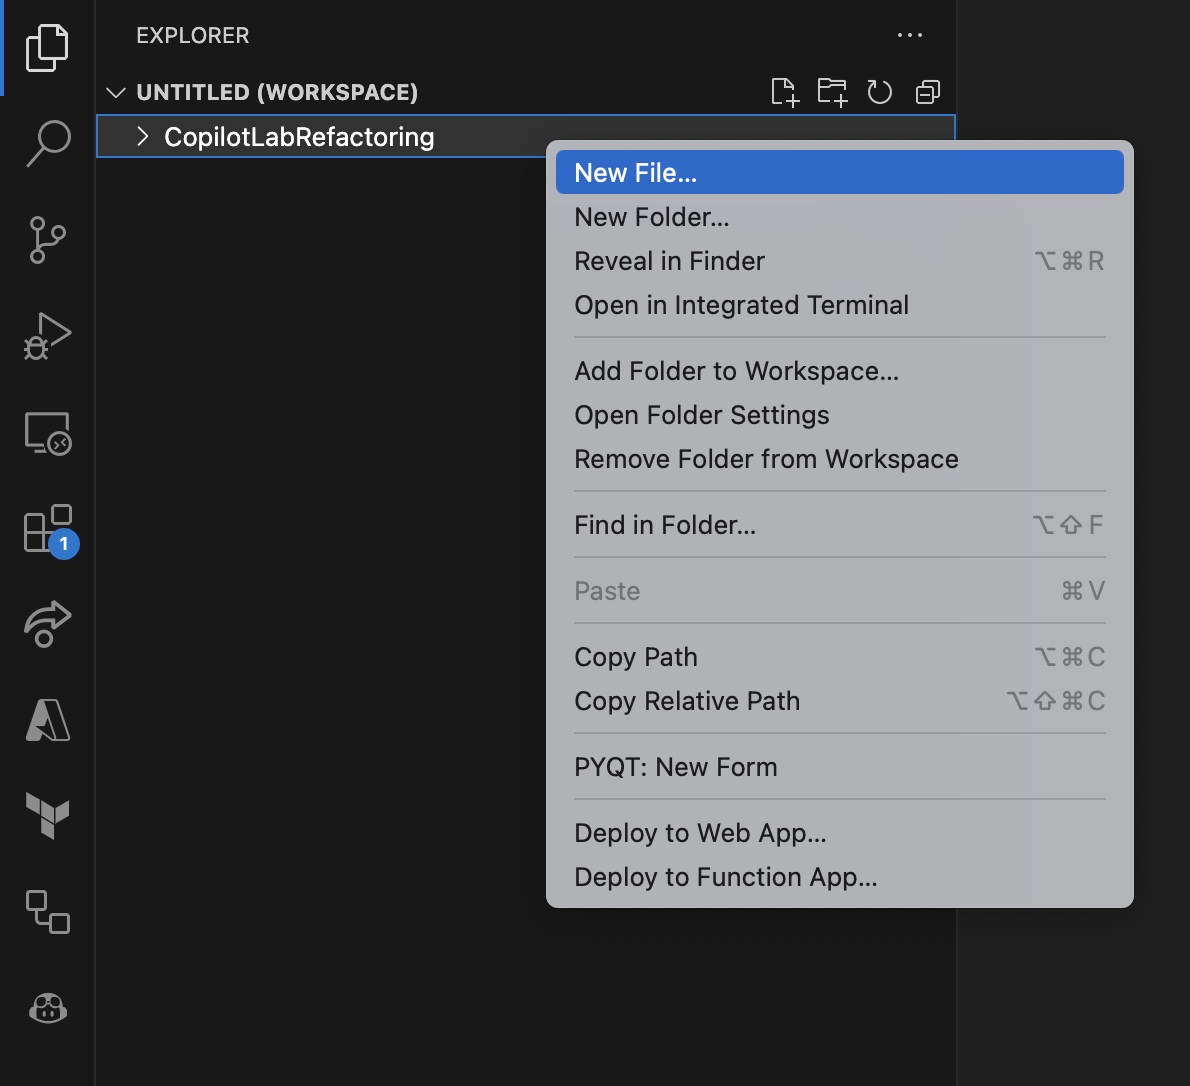 EXPLORER
UNTITLED (WORKSPACE)
CopilotLabRefactoring
New File...
New Folder...
Reveal in Finder ⌥⌘R
Open in Integrated Terminal
Add Folder to Workspace...
Open Folder Settings
Remove Folder from Workspace
Find in Folder... ⌥⇧F
Paste ⌘V
Copy Path ⌥⌘C
Copy Relative Path ⌥⇧⌘C
PYQT: New Form
Deploy to Web App...
Deploy to Function App...
1